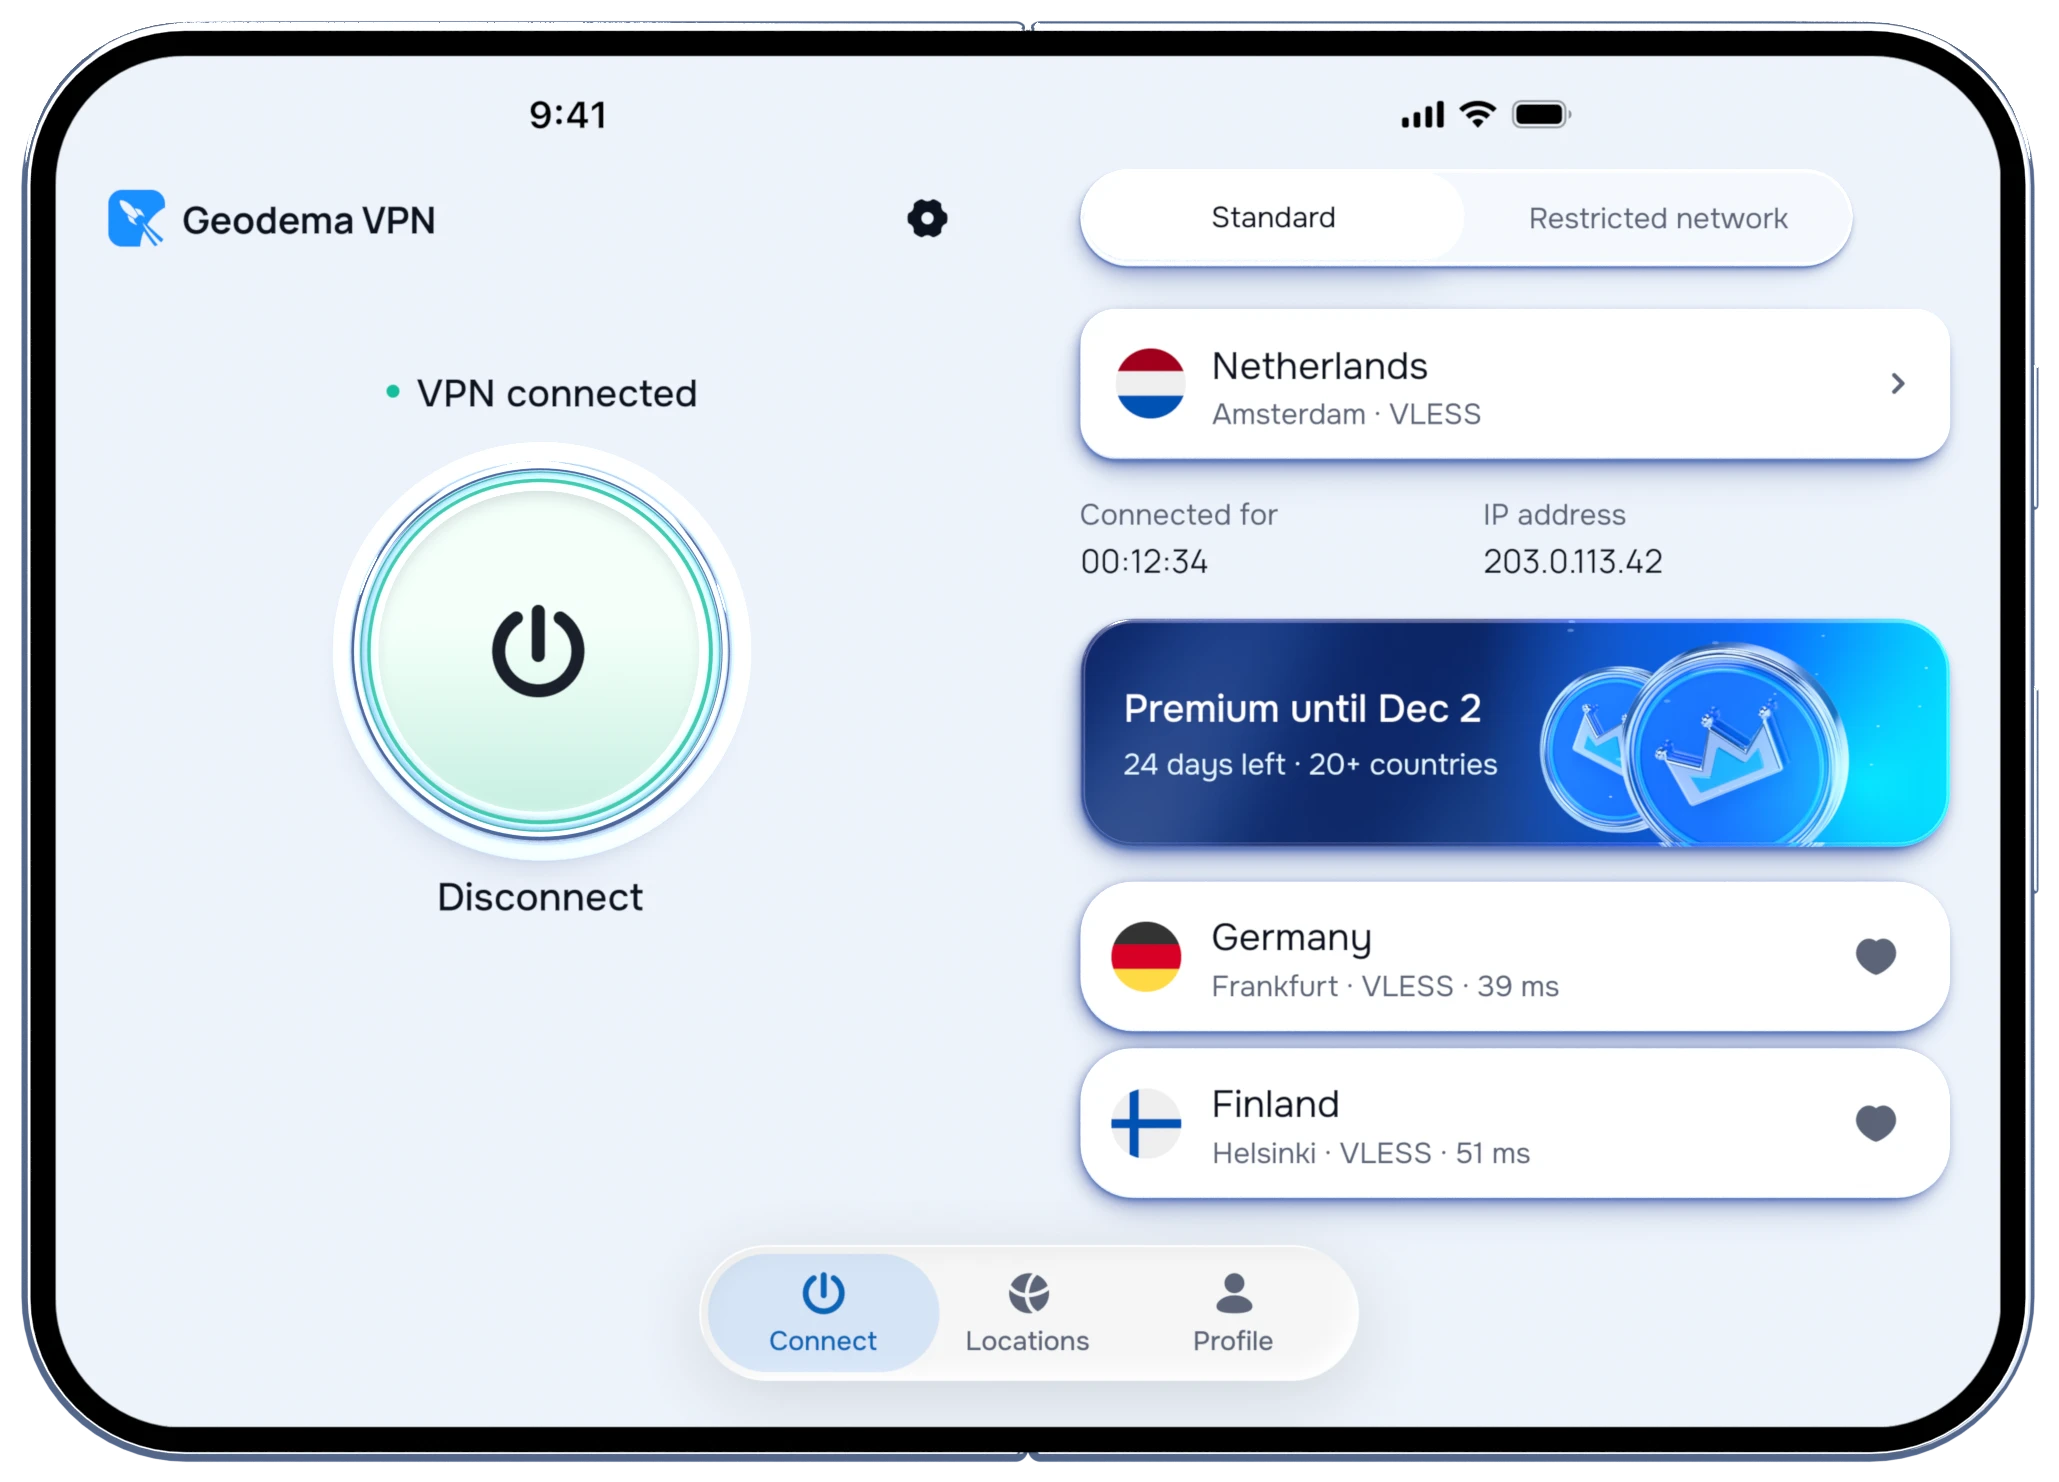 9:41
Geodema VPN
VPN connected
Disconnect
Standard
Restricted network
Netherlands
Amsterdam · VLESS
Connected for
00:12:34
IP address
203.0.113.42
Premium until Dec 2
24 days left · 20+ countries
Germany
Frankfurt · VLESS · 39 ms
Finland
Helsinki · VLESS · 51 ms
Connect
Locations
Profile